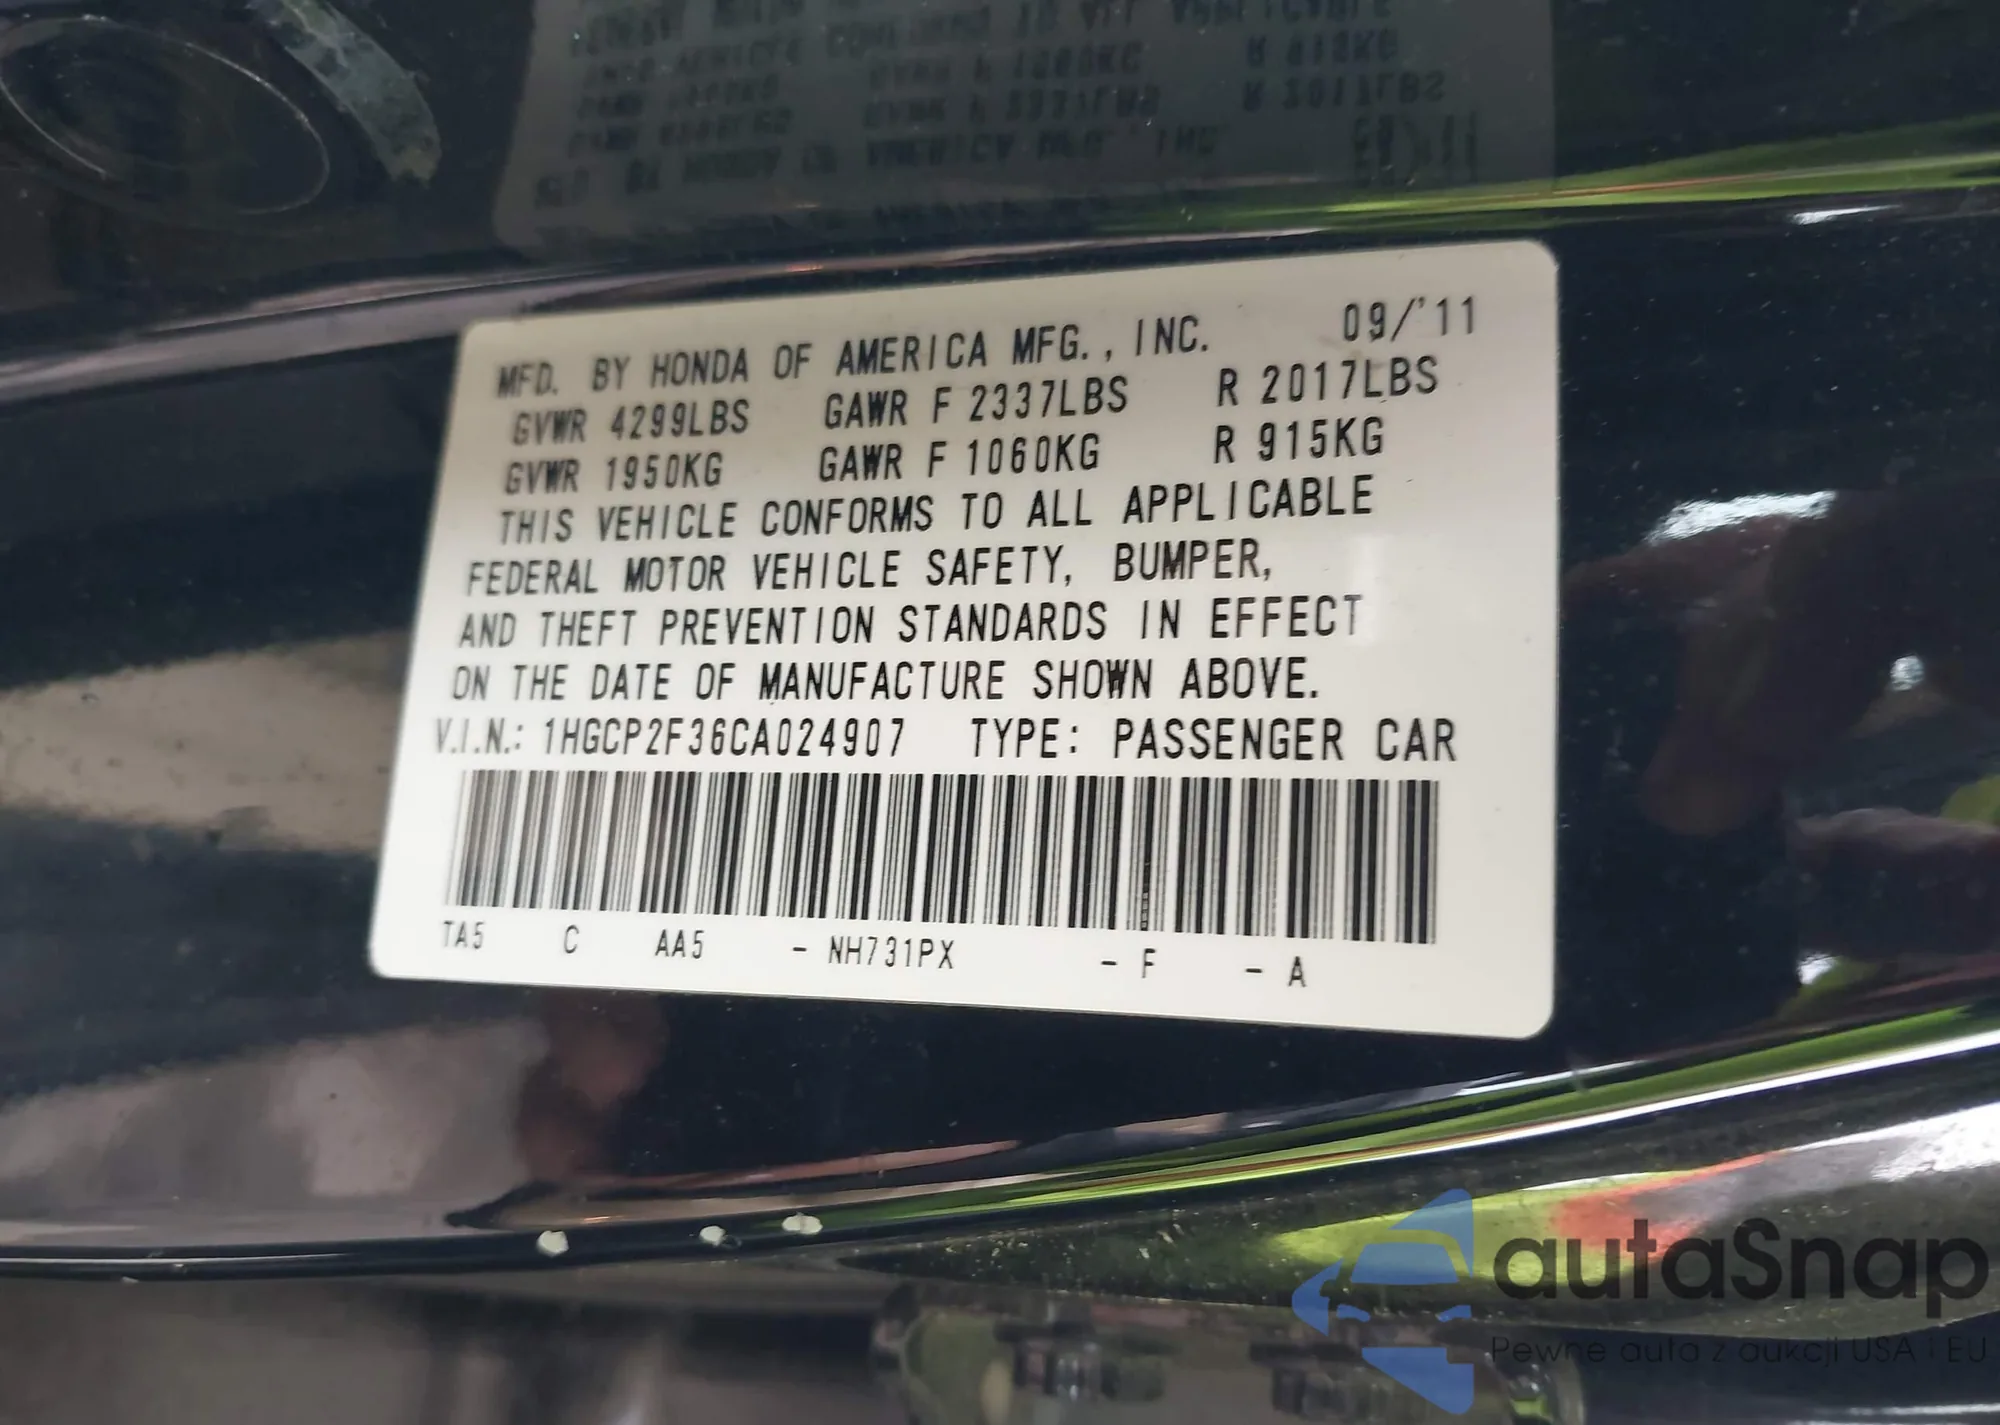 MFD. BY HONDA OF AMERICA MFG., INC. 09/'11
GVWR 4299LBS GAWR F 2337LBS R 2017LBS
GVWR 1950KG GAWR F 1060KG R 915KG
THIS VEHICLE CONFORMS TO ALL APPLICABLE
FEDERAL MOTOR VEHICLE SAFETY, BUMPER,
AND THEFT PREVENTION STANDARDS IN EFFECT
ON THE DATE OF MANUFACTURE SHOWN ABOVE.
V.I.N.: 1HGCP2F36CA024907 TYPE: PASSENGER CAR
TA5 C AA5 - NH731PX - F - A
autaSnap
Pewne auta z aukcji USA i EU